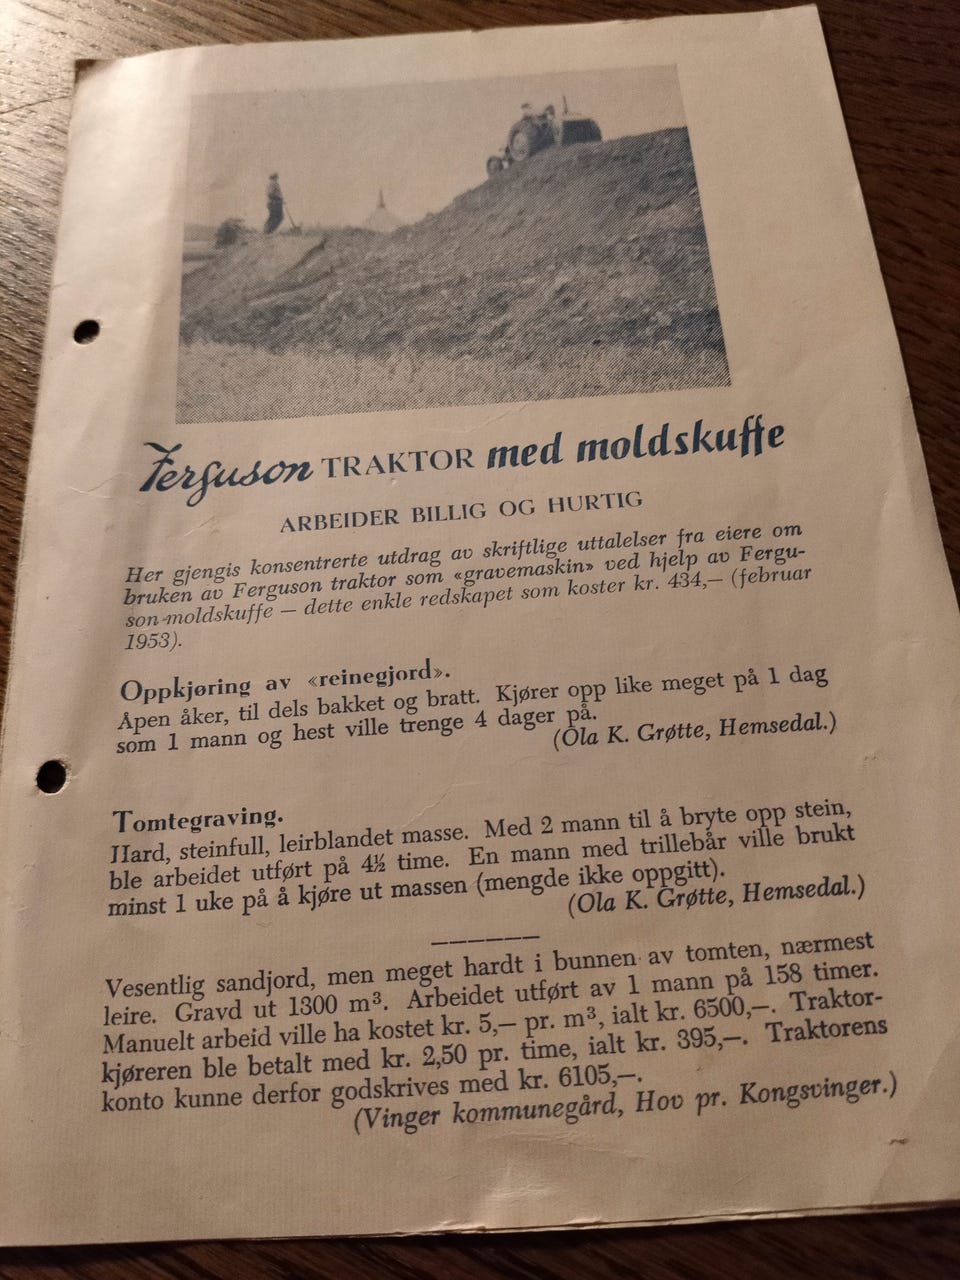 Ferguson TRAKTOR med moldskuffe
ARBEIDER BILLIG OG HURTIG
Her gjengis konsentrerte utdrag av skriftlige uttalelser fra eiere om
bruken av Ferguson traktor som «gravemaskin» ved hjelp av Fergu-
son-moldskuffe — dette enkle redskapet som koster kr. 434,— (februar
1953).
Oppkjøring av «reinegjord».
Åpen åker, til dels bakket og bratt. Kjører opp like meget på 1 dag
som 1 mann og hest ville trenge 4 dager på.
(Ola K. Grøtte, Hemsedal.)
Tomtegraving.
Hard, steinfull, leirblandet masse. Med 2 mann til å bryte opp stein,
ble arbeidet utført på 4½ time. En mann med trillebår ville brukt
minst 1 uke på å kjøre ut massen (mengde ikke oppgitt).
(Ola K. Grøtte, Hemsedal.)
Vesentlig sandjord, men meget hardt i bunnen av tomten, nærmest
leire. Gravd ut 1300 m³. Arbeidet utført av 1 mann på 158 timer.
Manuelt arbeid ville ha kostet kr. 5,— pr. m³, ialt kr. 6500,—. Traktor-
kjøreren ble betalt med kr. 2,50 pr. time, ialt kr. 395,—. Traktorens
konto kunne derfor godskrives med kr. 6105,—.
(Vinger kommunegård, Hov pr. Kongsvinger.)